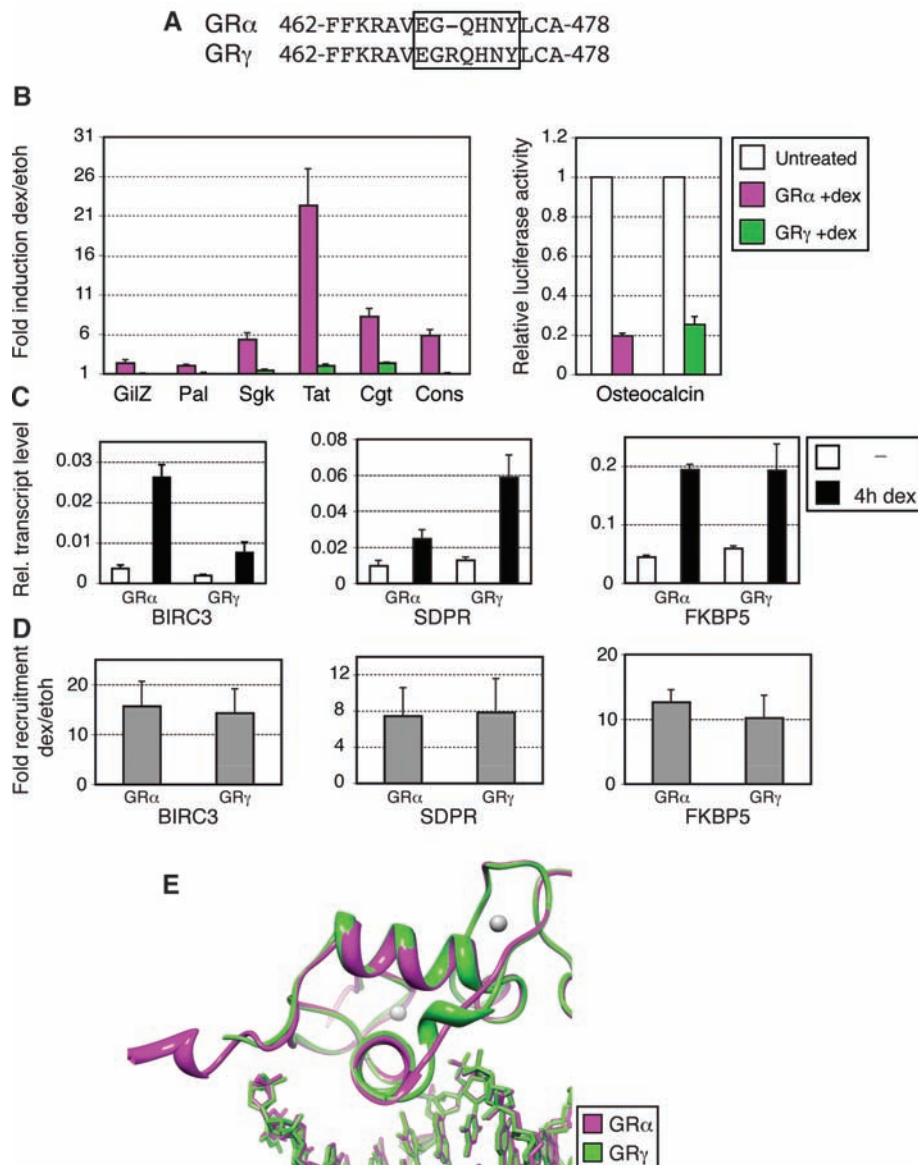 A GRα 462-FFKRAVEG-QHNYLCA-478
GRγ 462-FFKRAVEGRQHNYLCA-478
B
Fold induction dex/etoh
31
26
21
16
11
6
1
GilZ Pal Sgk Tat Cgt Cons
Relative luciferase activity
1.2
1
0.8
0.6
0.4
0.2
0
Osteocalcin
Untreated
GRα +dex
GRγ +dex
C
Rel. transcript level
0.03
0.02
0.01
0
GRα GRγ
BIRC3
0.08
0.06
0.04
0.02
0
GRα GRγ
SDPR
0.2
0.1
0
GRα GRγ
FKBP5
–
4h dex
D
Fold recruitment
dex/etoh
20
10
0
GRα GRγ
BIRC3
12
8
4
0
GRα GRγ
SDPR
20
10
0
GRα GRγ
FKBP5
E
GRα
GRγ